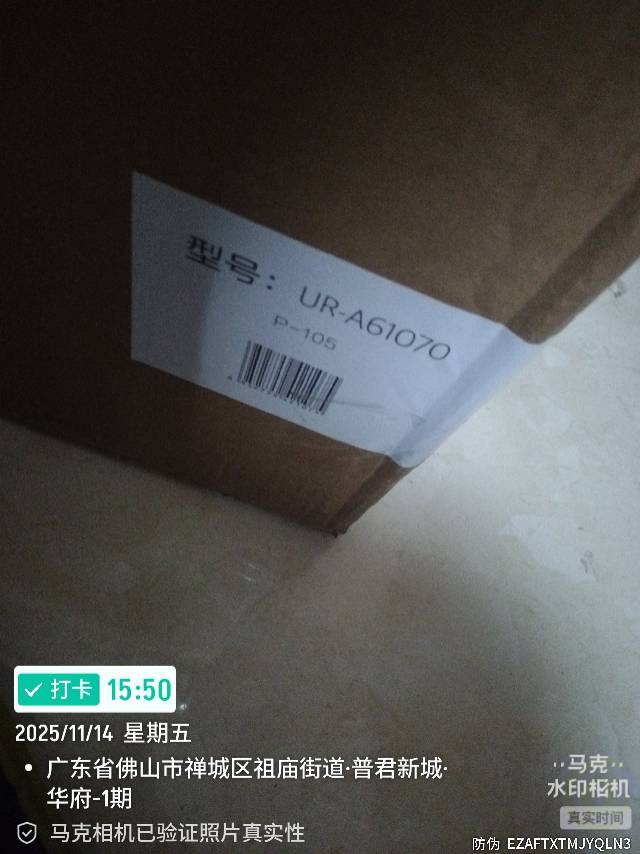 型号：UR-A61070
P-105
打卡 15:50
2025/11/14 星期五
广东省佛山市禅城区祖庙街道·普君新城·
华府-1期
马克相机已验证照片真实性
马克
水印相机
真实时间
防伪 EZAFTXTMJYQLN3